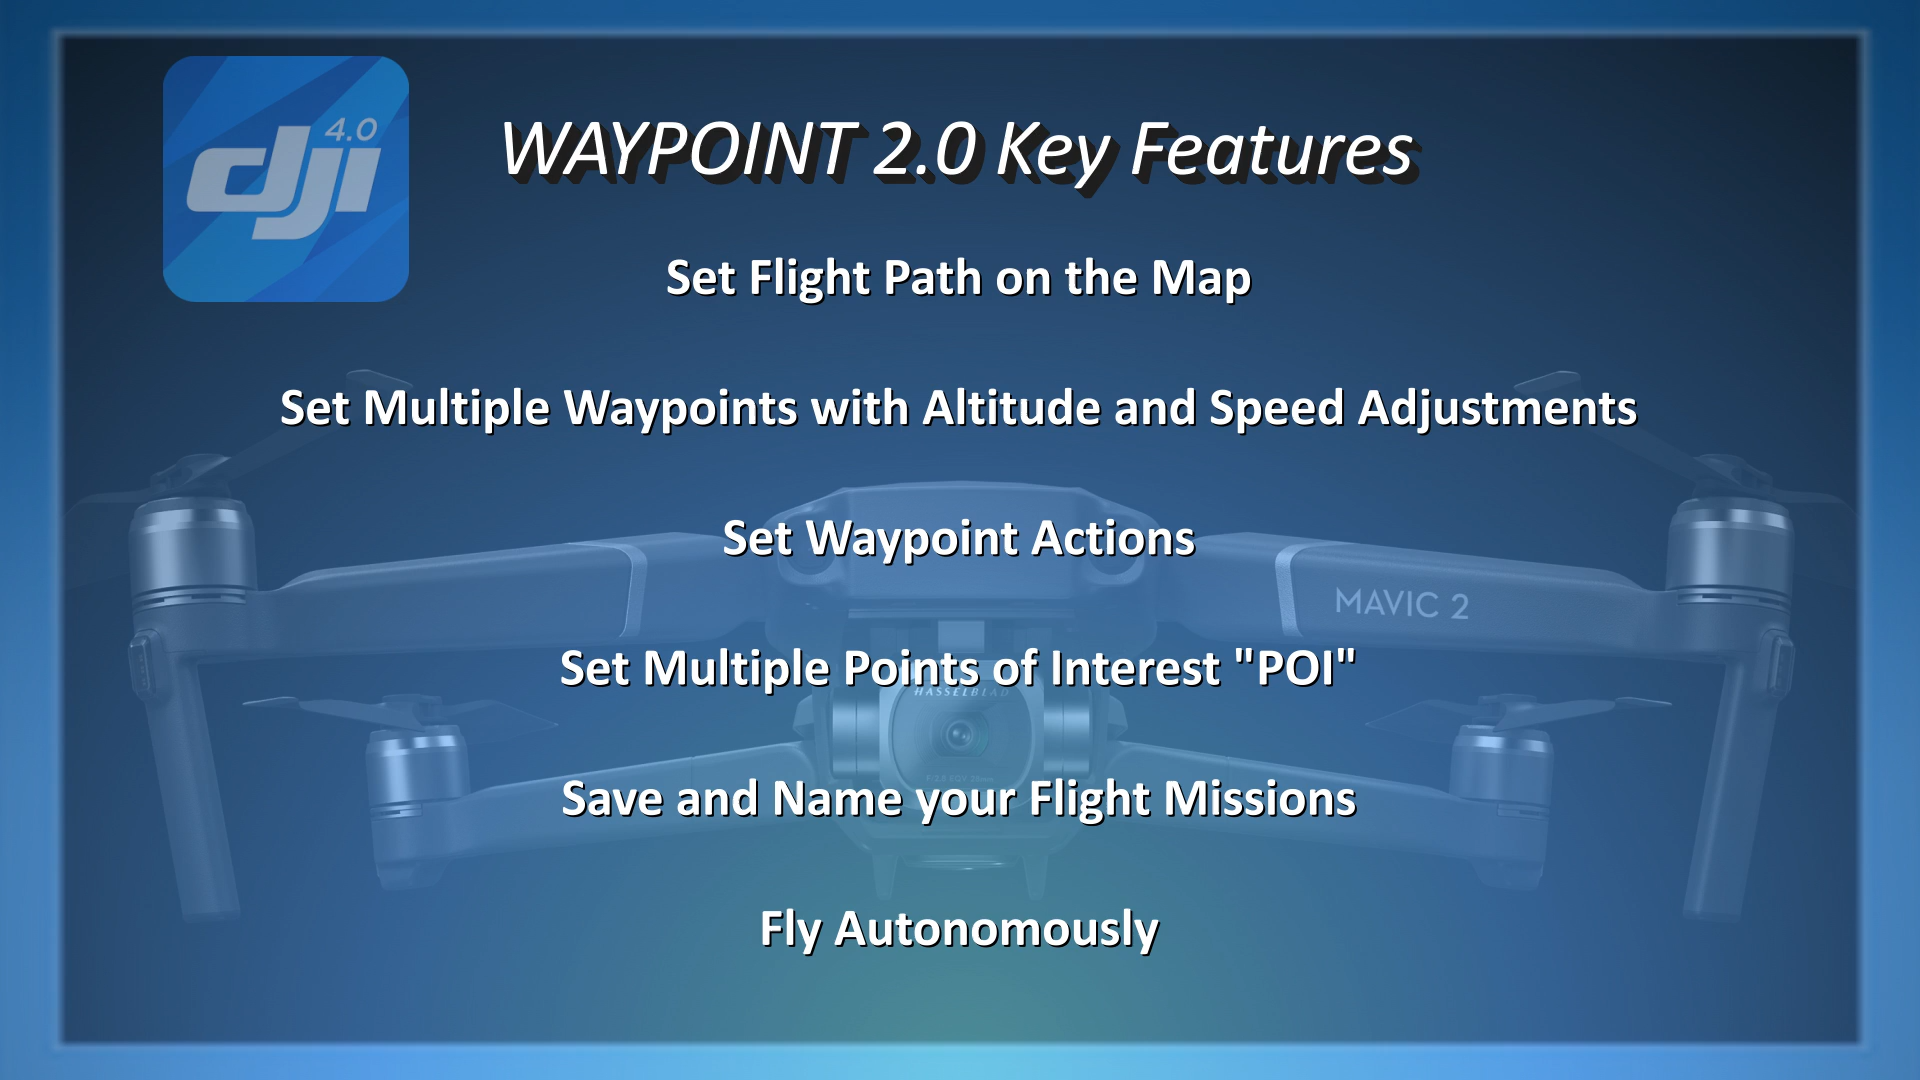 4.0
dji
WAYPOINT 2.0 Key Features
Set Flight Path on the Map
Set Multiple Waypoints with Altitude and Speed Adjustments
Set Waypoint Actions
MAVIC 2
Set Multiple Points of Interest "POI"
HASSELBLAD
Save and Name your Flight Missions
Fly Autonomously